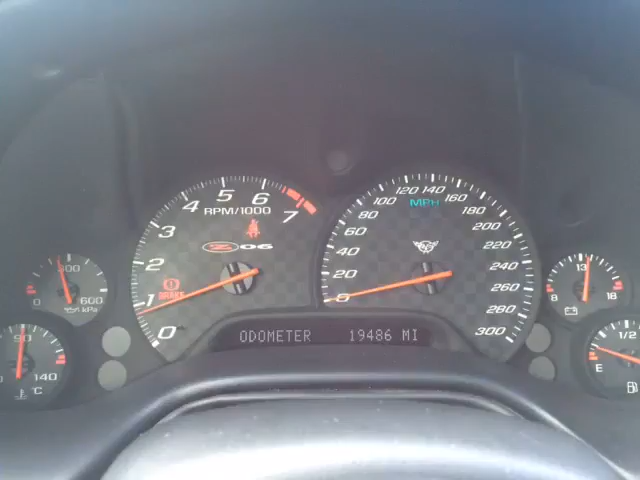 0 1 2 3 4 5 6 7
RPM/1000
Z06
BRAKE
0 20 40 60 80 100 120 140 160 180 200 220 240 260 280 300
MPH
300 600
kPa
90 140
°C
8 13 18
1/2
E
ODOMETER 19486 MI